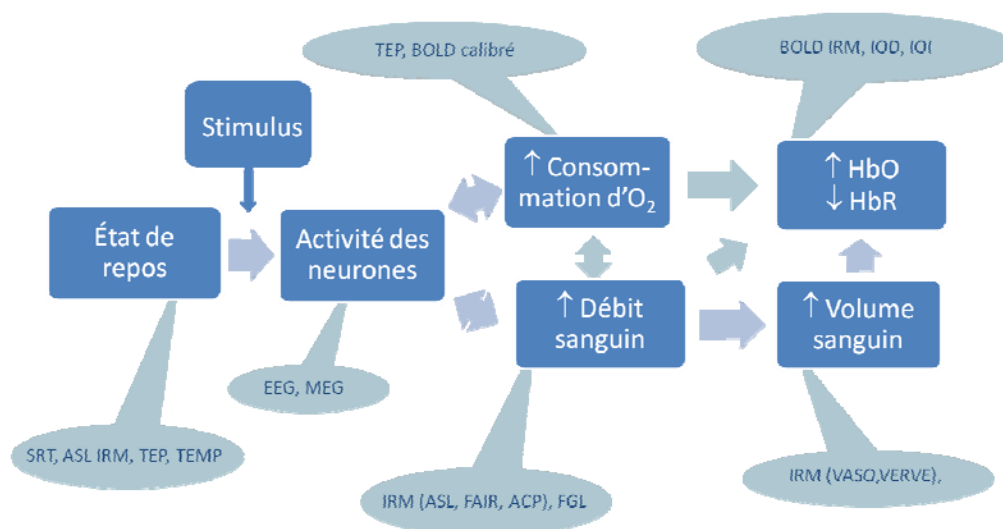 TEP, BOLD calibré
BOLD IRM, IOD, IOI
Stimulus
↑ Consom-
mation d'O₂
↑ HbO
↓ HbR
État de
repos
Activité des
neurones
↑ Débit
sanguin
↑ Volume
sanguin
EEG, MEG
SRT, ASL IRM, TEP, TEMP
IRM (ASL, FAIR, ACP), FGL
IRM (VASO,VERVE),